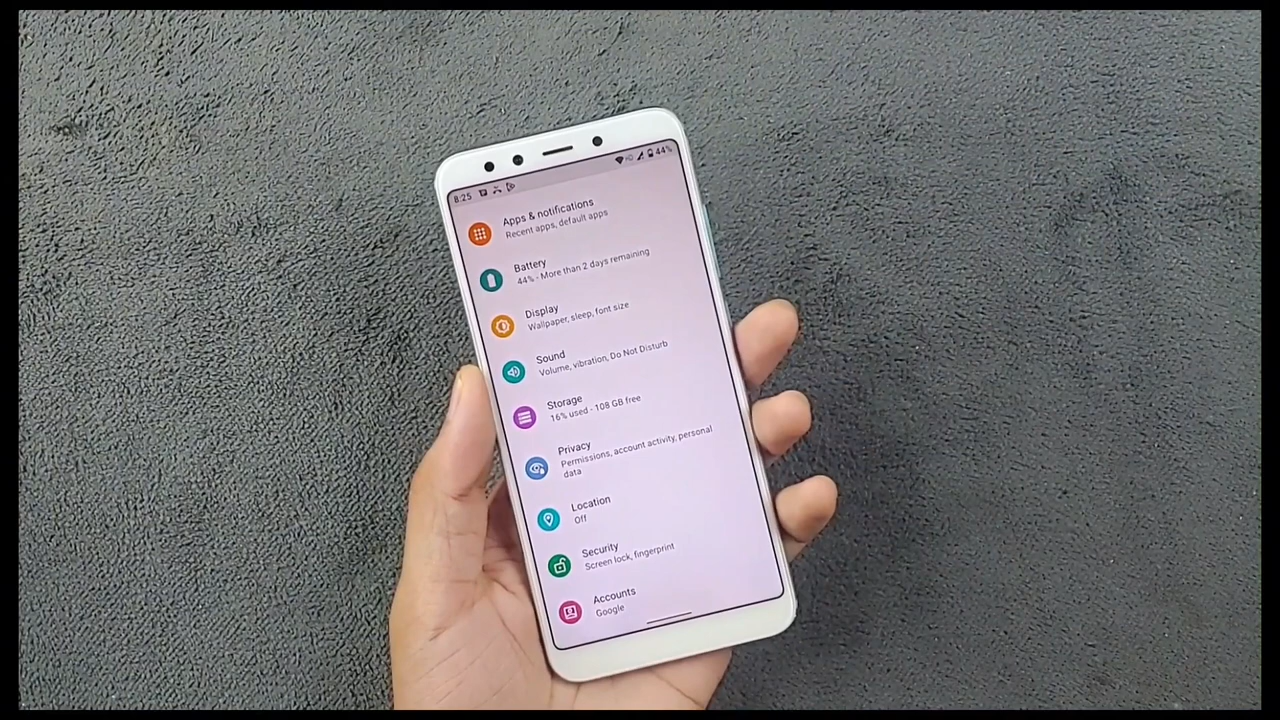 8:25 44%
Apps & notifications
Recent apps, default apps
Battery
44% - More than 2 days remaining
Display
Wallpaper, sleep, font size
Sound
Volume, vibration, Do Not Disturb
Storage
16% used - 108 GB free
Privacy
Permissions, account activity, personal
data
Location
Off
Security
Screen lock, fingerprint
Accounts
Google